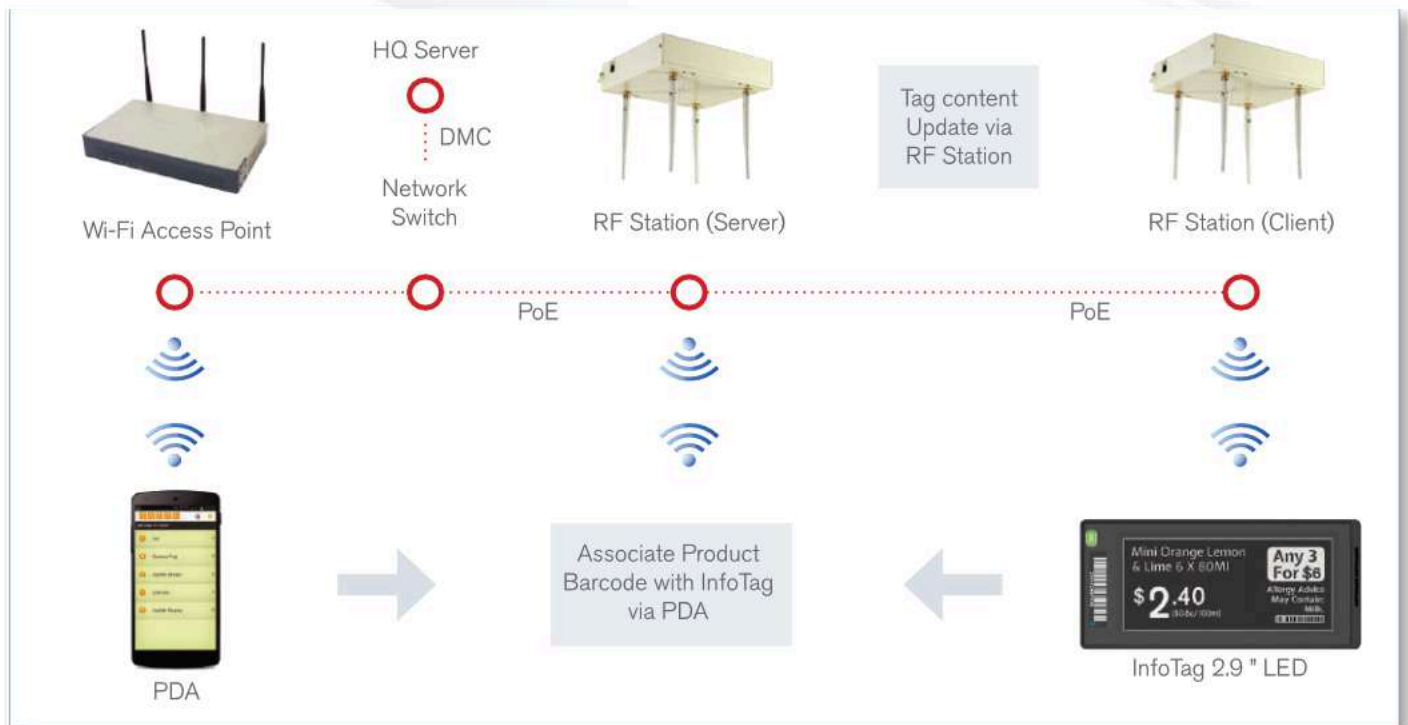 HQ Server
DMC
Network
Switch
Wi-Fi Access Point
RF Station (Server)
Tag content
Update via
RF Station
RF Station (Client)
PoE
PoE
Associate Product
Barcode with InfoTag
via PDA
PDA
Mini Orange Lemon
& Lime 6 X 80Ml
$2.40
Any 3
For $6
Allergy Advice
May Contain:
Milk.
InfoTag 2.9 " LED